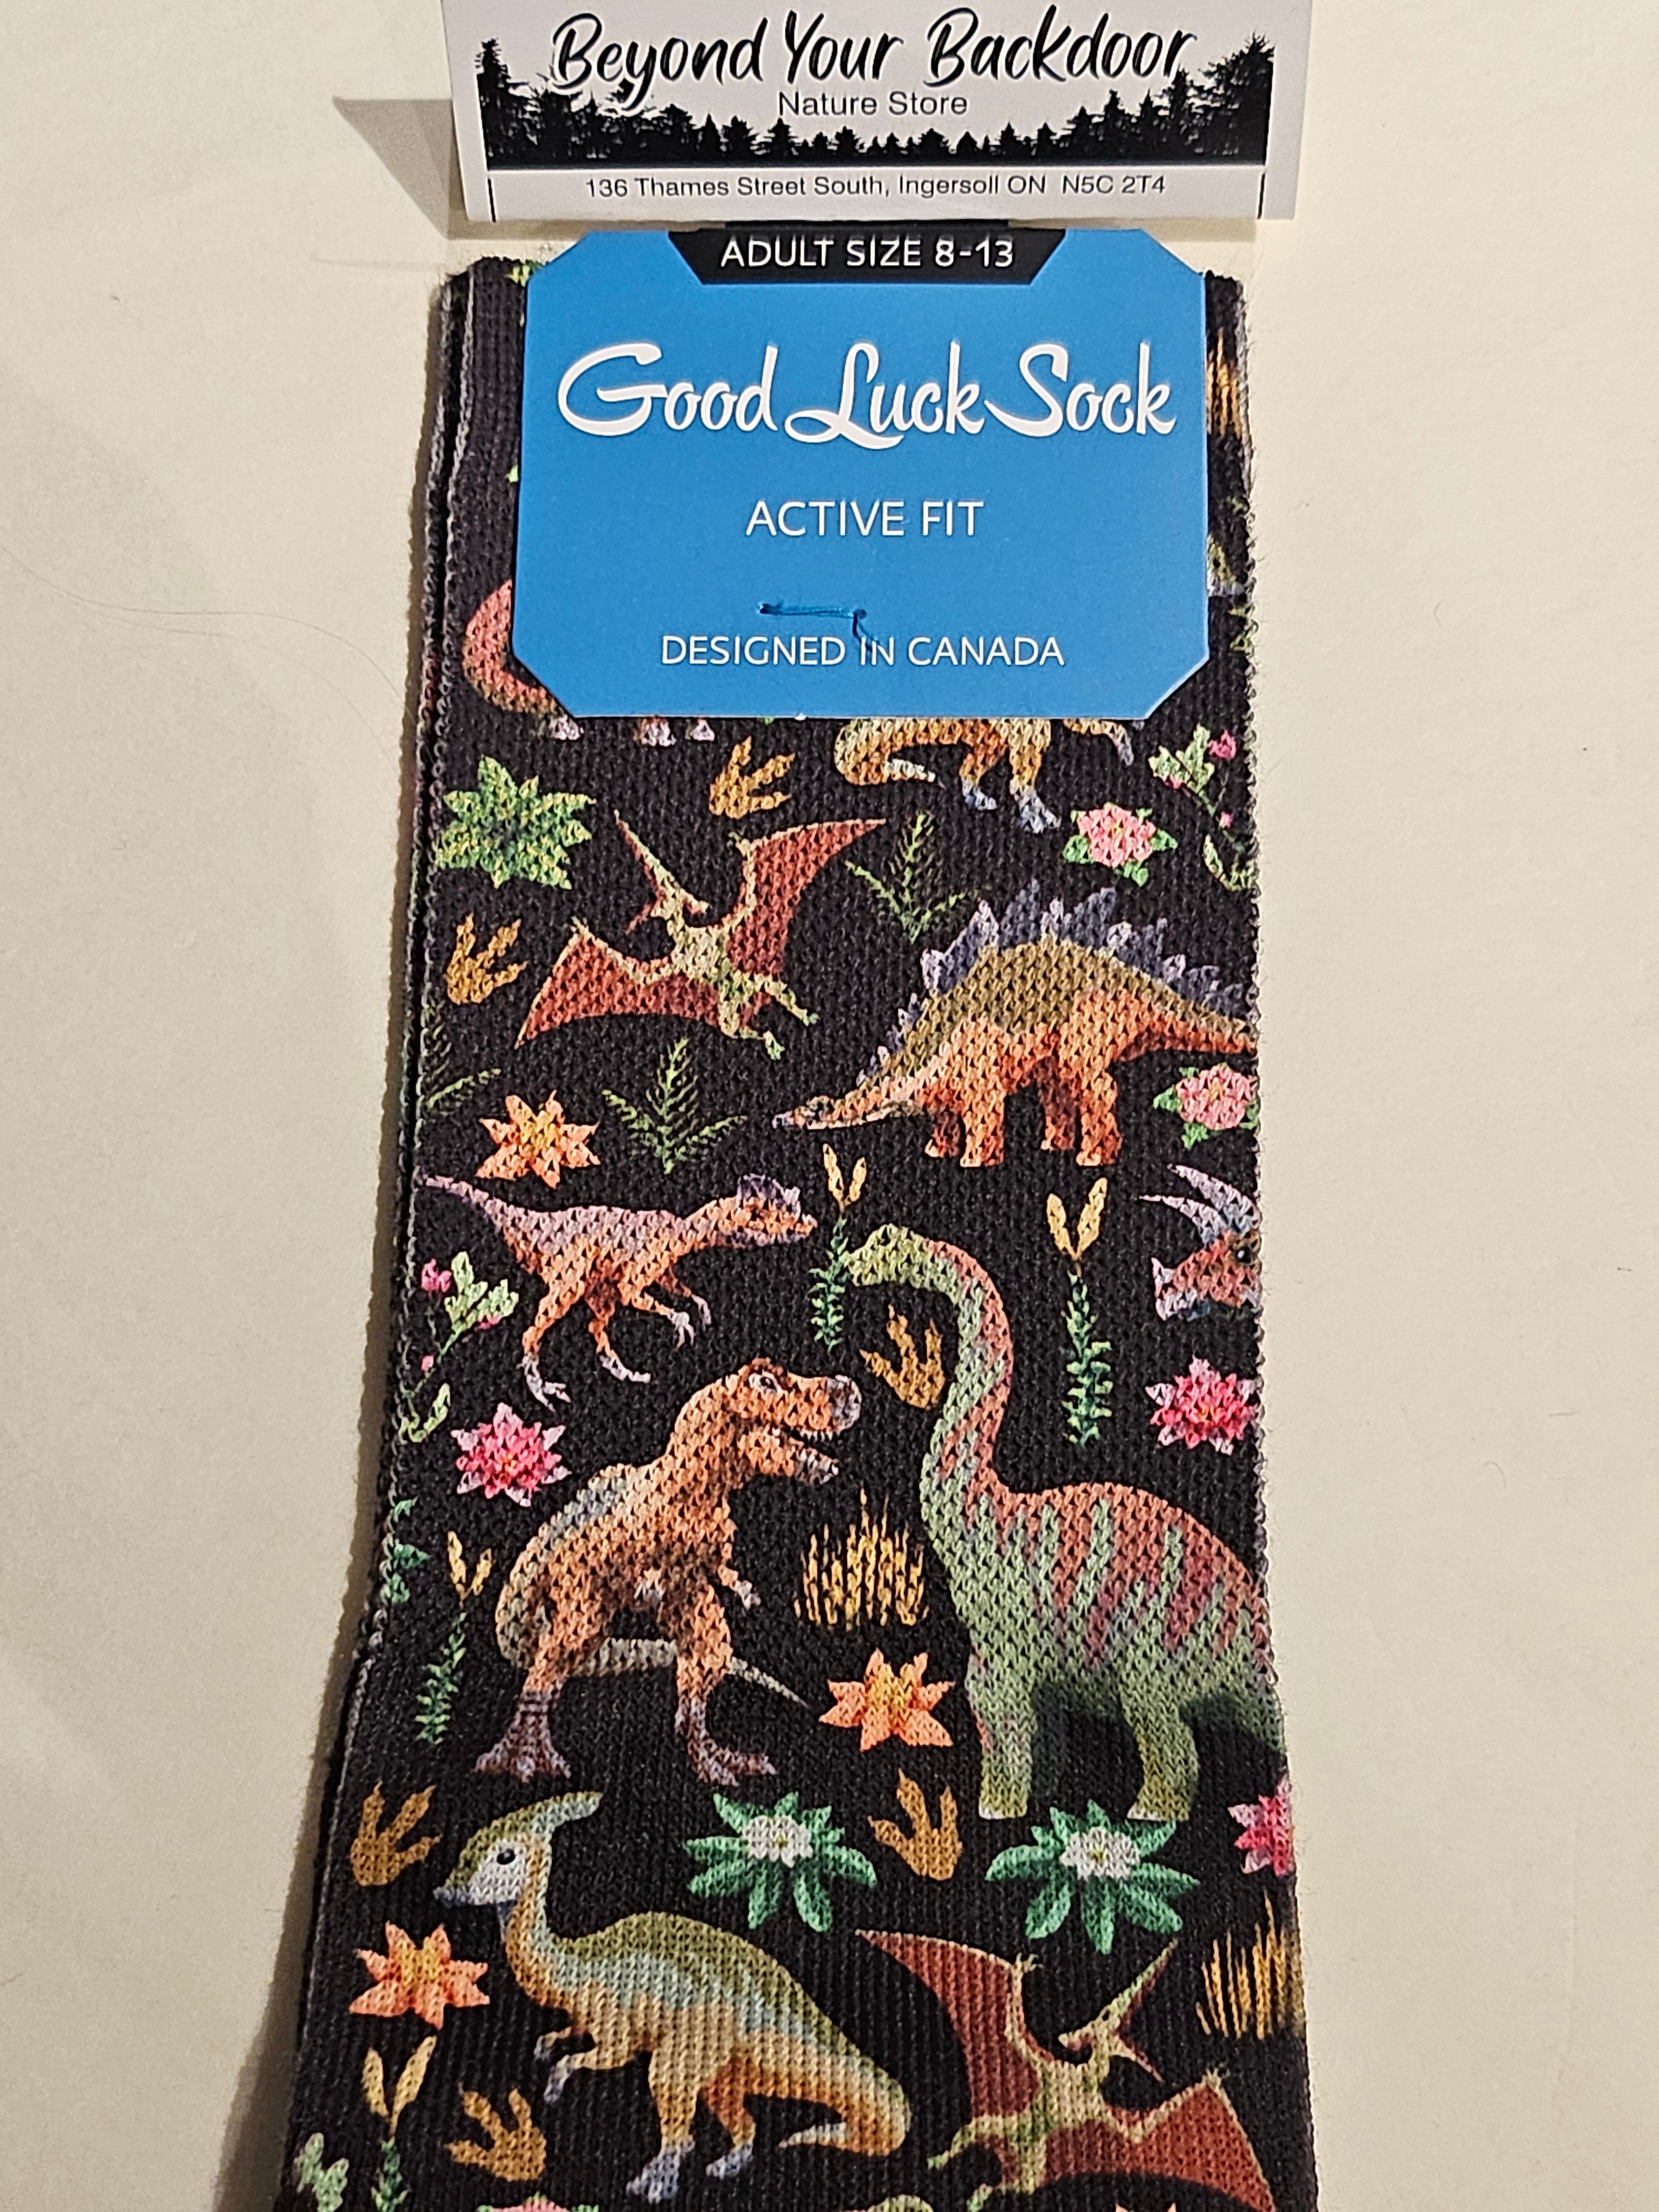 Beyond Your Backdoor
Nature Store
136 Thames Street South, Ingersoll ON N5C 2T4
ADULT SIZE 8-13
Good Luck Sock
ACTIVE FIT
DESIGNED IN CANADA